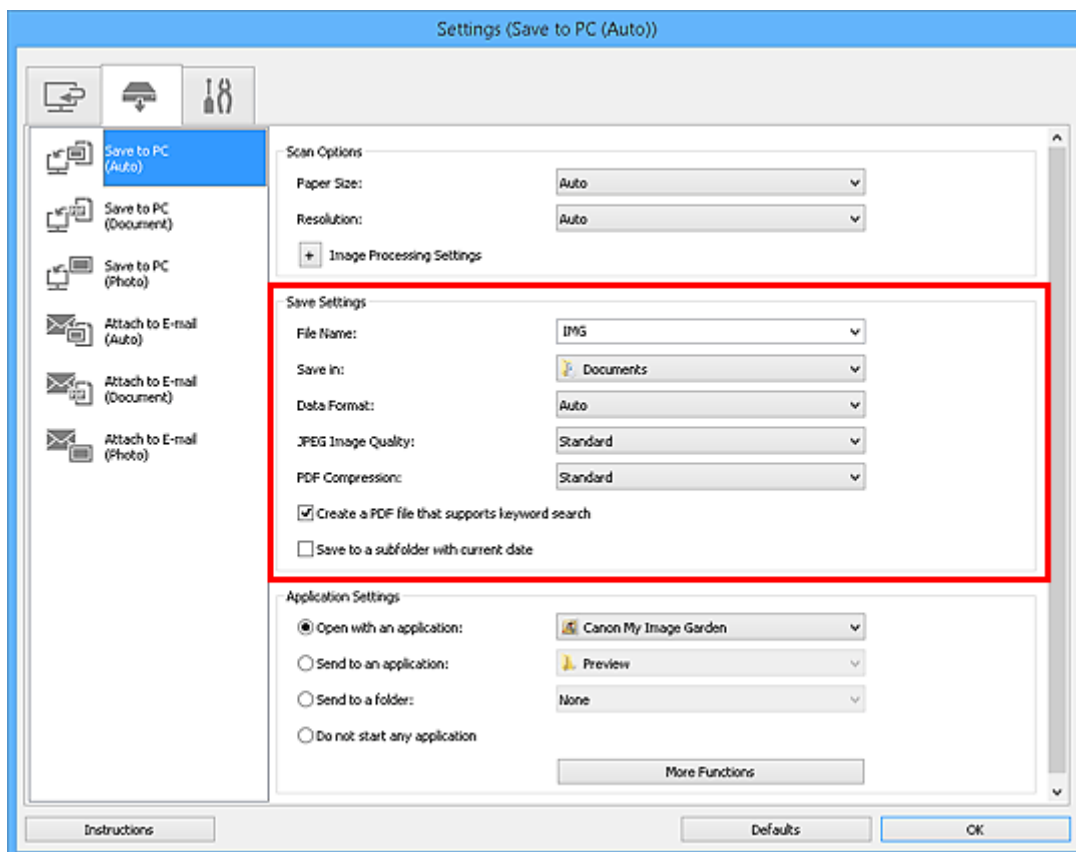 Settings (Save to PC (Auto))
Save to PC
(Auto)
Save to PC
(Document)
Save to PC
(Photo)
Attach to E-mail
(Auto)
Attach to E-mail
(Document)
Attach to E-mail
(Photo)
Scan Options
Paper Size: Auto
Resolution: Auto
+ Image Processing Settings
Save Settings
File Name: IMG
Save in: Documents
Data Format: Auto
JPEG Image Quality: Standard
PDF Compression: Standard
Create a PDF file that supports keyword search
Save to a subfolder with current date
Application Settings
Open with an application: Canon My Image Garden
Send to an application: Preview
Send to a folder: None
Do not start any application
More Functions
Instructions Defaults OK